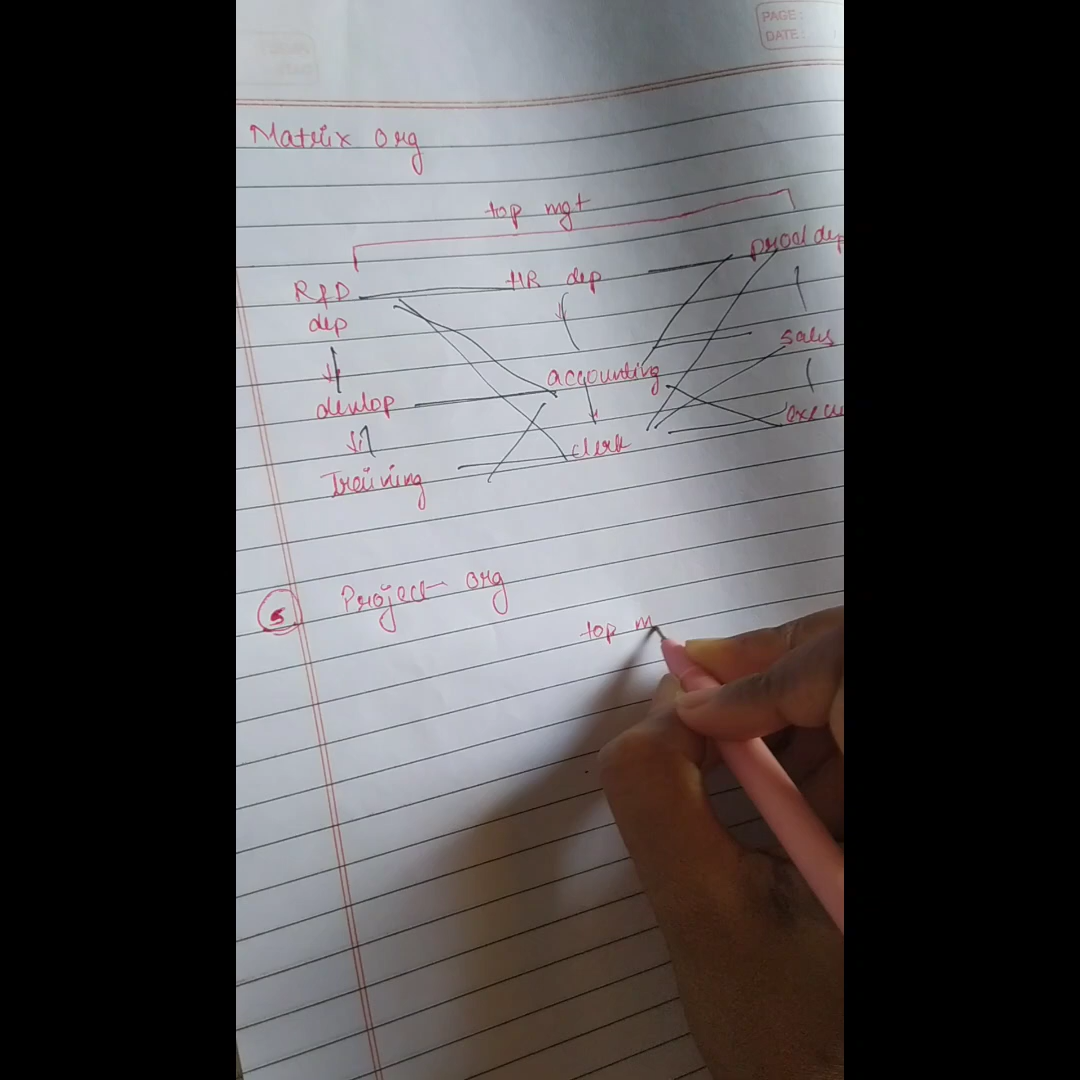 PAGE:
DATE:
Matrix org
top mgt
R&D HR dep prod dep
dep
sales
develop accounting
clerk execu
Training
5 Project org
top m